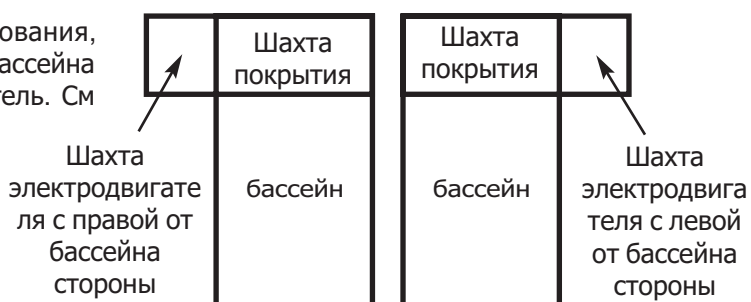 ования,
ассейна
тель. См
Шахта
покрытия
Шахта
покрытия
Шахта
электродвигате
ля с правой от
бассейна
стороны
бассейн
бассейн
Шахта
электродвига
теля с левой
от бассейна
стороны